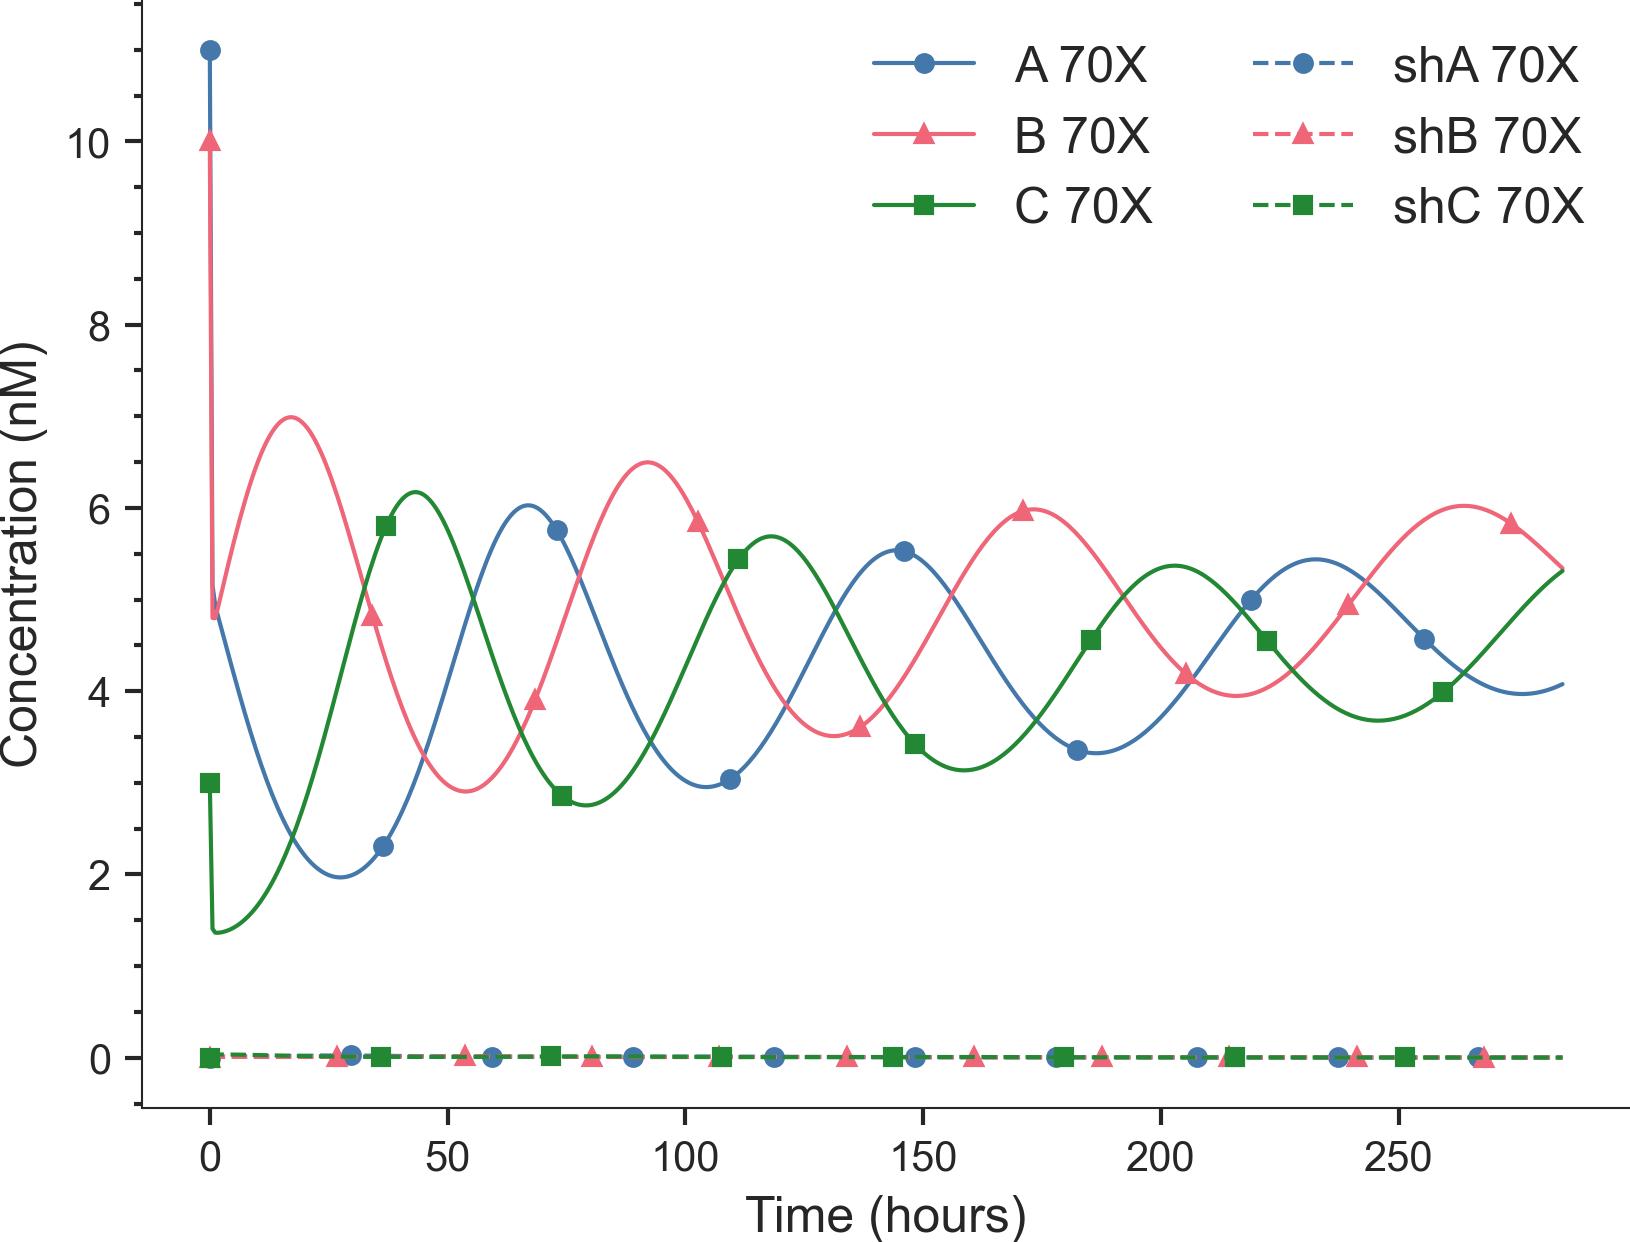 A 70X
B 70X
C 70X
shA 70X
shB 70X
shC 70X
Concentration (nM)
10
8
6
4
2
0
0 50 100 150 200 250
Time (hours)